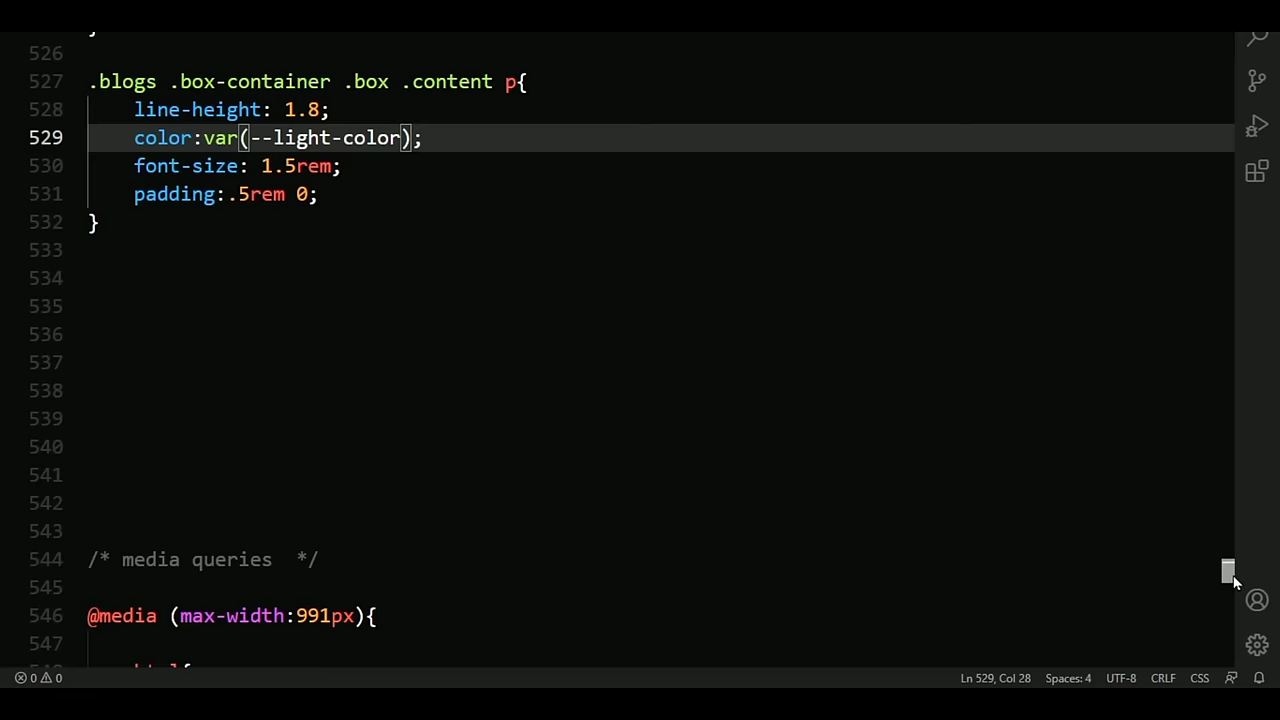 }
526
527 .blogs .box-container .box .content p{
528 line-height: 1.8;
529 color:var(--light-color);
530 font-size: 1.5rem;
531 padding:.5rem 0;
532 }
533
534
535
536
537
538
539
540
541
542
543
544 /* media queries  */
545
546 @media (max-width:991px){
547
548 html{
0 0 Ln 529, Col 28 Spaces: 4 UTF-8 CRLF CSS